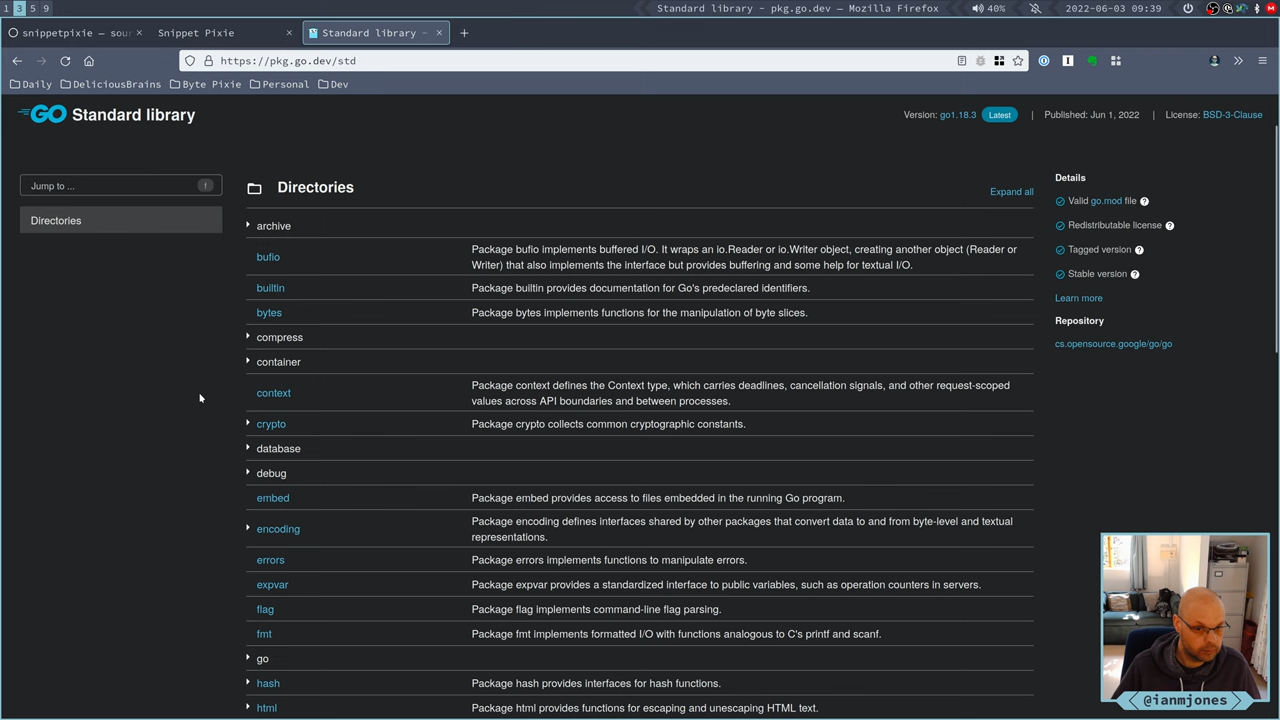 1 3 5 9
Standard library - pkg.go.dev — Mozilla Firefox
40%
2022-06-03 09:39
snippetpixie — sour
Snippet Pixie
Standard library -
https://pkg.go.dev/std
Daily
DeliciousBrains
Byte Pixie
Personal
Dev
GO Standard library
Version: go1.18.3 Latest | Published: Jun 1, 2022 | License: BSD-3-Clause
Jump to ... f
Directories
Directories
Expand all
archive
bufio
Package bufio implements buffered I/O. It wraps an io.Reader or io.Writer object, creating another object (Reader or
Writer) that also implements the interface but provides buffering and some help for textual I/O.
builtin
Package builtin provides documentation for Go's predeclared identifiers.
bytes
Package bytes implements functions for the manipulation of byte slices.
compress
container
context
Package context defines the Context type, which carries deadlines, cancellation signals, and other request-scoped
values across API boundaries and between processes.
crypto
Package crypto collects common cryptographic constants.
database
debug
embed
Package embed provides access to files embedded in the running Go program.
encoding
Package encoding defines interfaces shared by other packages that convert data to and from byte-level and textual
representations.
errors
Package errors implements functions to manipulate errors.
expvar
Package expvar provides a standardized interface to public variables, such as operation counters in servers.
flag
Package flag implements command-line flag parsing.
fmt
Package fmt implements formatted I/O with functions analogous to C's printf and scanf.
go
hash
Package hash provides interfaces for hash functions.
html
Package html provides functions for escaping and unescaping HTML text.
Details
Valid go.mod file
Redistributable license
Tagged version
Stable version
Learn more
Repository
cs.opensource.google/go/go
@ianmjones